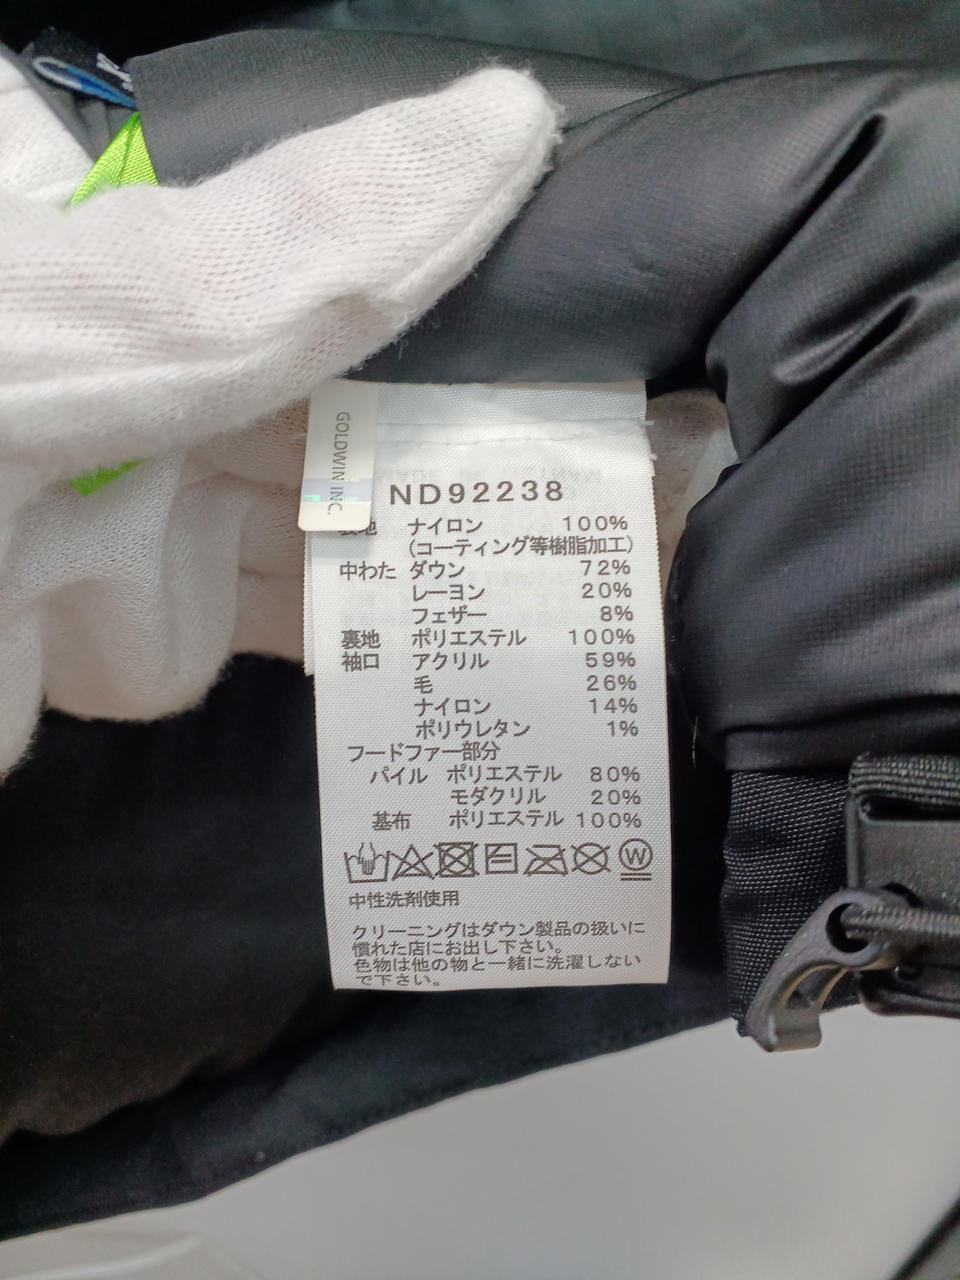 GOLDWIN INC.
ND92238
表地 ナイロン 100%
(コーティング等樹脂加工)
中わた ダウン 72%
レーヨン 20%
フェザー 8%
裏地 ポリエステル 100%
袖口 アクリル 59%
毛 26%
ナイロン 14%
ポリウレタン 1%
フードファー部分
パイル ポリエステル 80%
モダクリル 20%
基布 ポリエステル 100%
W
中性洗剤使用
クリーニングはダウン製品の扱いに
慣れた店にお出し下さい。
色物は他の物と一緒に洗濯しない
で下さい。